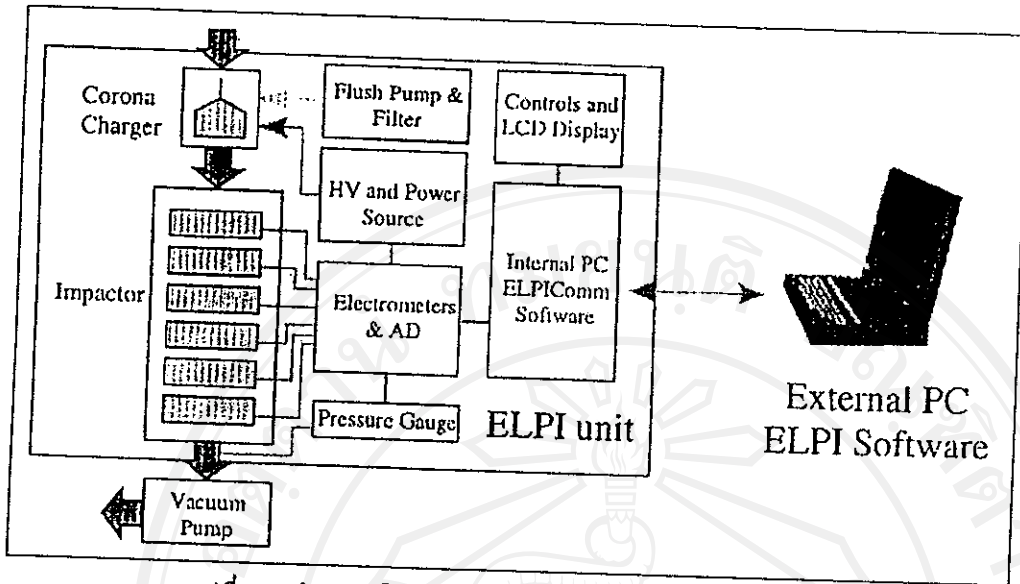 Corona
Charger
Flush Pump &
Filter
Controls and
LCD Display
HV and Power
Source
Impactor
Electrometers
& AD
Internal PC
ELPIComm
Software
Pressure Gauge
ELPI unit
External PC
ELPI Software
Vacuum
Pump